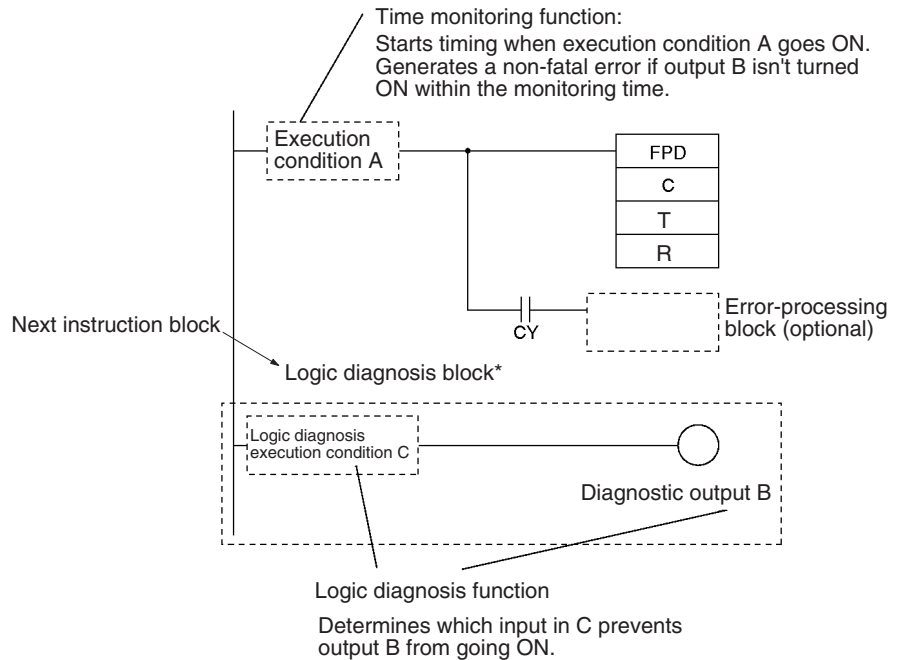 Time monitoring function:
Starts timing when execution condition A goes ON.
Generates a non-fatal error if output B isn't turned
ON within the monitoring time.
Execution
condition A
FPD
C
T
R
CY
Error-processing
block (optional)
Next instruction block
Logic diagnosis block*
Logic diagnosis
execution condition C
Diagnostic output B
Logic diagnosis function
Determines which input in C prevents
output B from going ON.